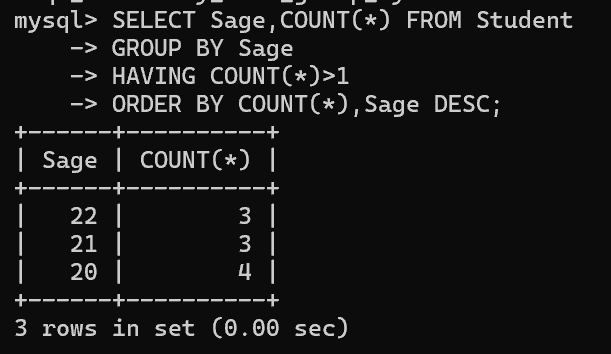 mysql> SELECT Sage,COUNT(*) FROM Student
    -> GROUP BY Sage
    -> HAVING COUNT(*)>1
    -> ORDER BY COUNT(*),Sage DESC;
+------+----------+
| Sage | COUNT(*) |
+------+----------+
|   22 |        3 |
|   21 |        3 |
|   20 |        4 |
+------+----------+
3 rows in set (0.00 sec)